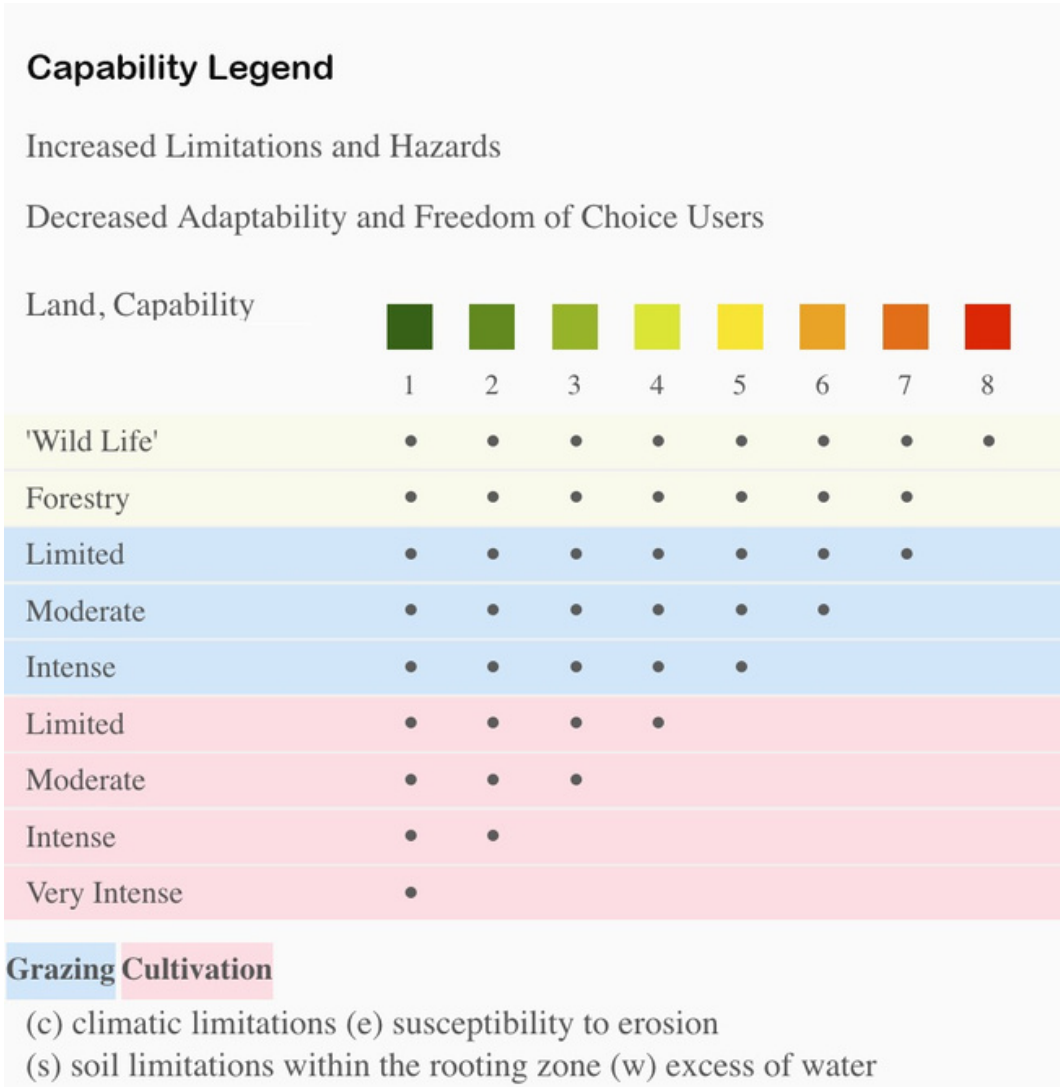 Capability Legend
Increased Limitations and Hazards
Decreased Adaptability and Freedom of Choice Users
Land, Capability
1 2 3 4 5 6 7 8
'Wild Life' • • • • • • • •
Forestry • • • • • • •
Limited • • • • • • •
Moderate • • • • • •
Intense • • • • •
Limited • • • •
Moderate • • •
Intense • •
Very Intense •
Grazing Cultivation
(c) climatic limitations (e) susceptibility to erosion
(s) soil limitations within the rooting zone (w) excess of water